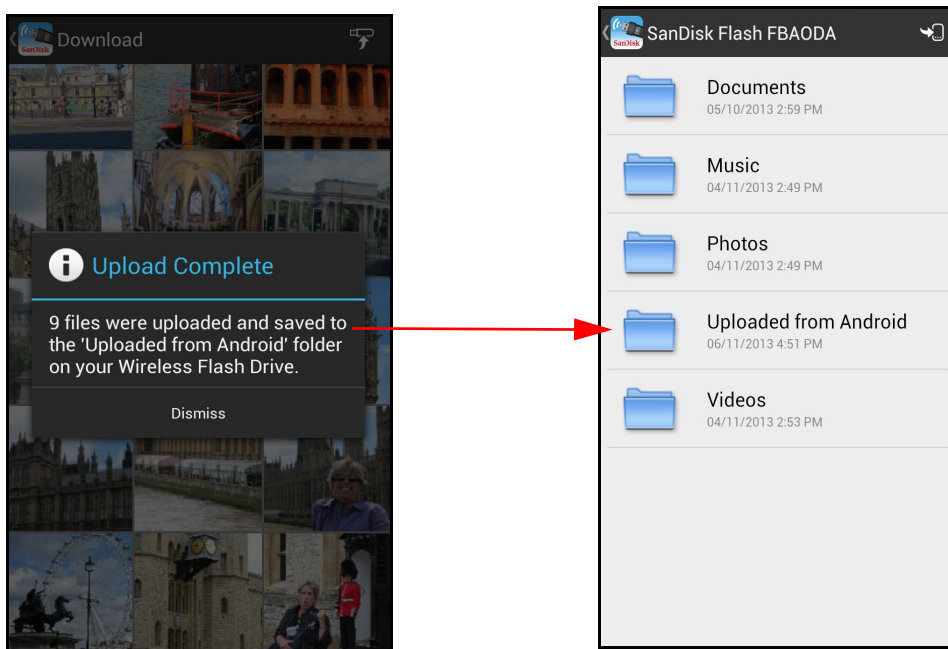 SanDisk
Download
Upload Complete
9 files were uploaded and saved to
the 'Uploaded from Android' folder
on your Wireless Flash Drive.
Dismiss
SanDisk
SanDisk Flash FBAODA
Documents
05/10/2013 2:59 PM
Music
04/11/2013 2:49 PM
Photos
04/11/2013 2:49 PM
Uploaded from Android
06/11/2013 4:51 PM
Videos
04/11/2013 2:53 PM